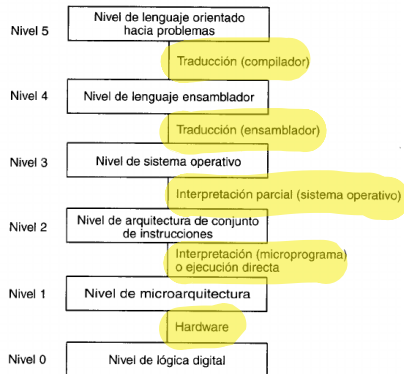 Nivel 5
Nivel de lenguaje orientado
hacia problemas
Traducción (compilador)
Nivel 4
Nivel de lenguaje ensamblador
Traducción (ensamblador)
Nivel 3
Nivel de sistema operativo
Interpretación parcial (sistema operativo)
Nivel 2
Nivel de arquitectura de conjunto
de instrucciones
Interpretación (microprograma)
o ejecución directa
Nivel 1
Nivel de microarquitectura
Hardware
Nivel 0
Nivel de lógica digital